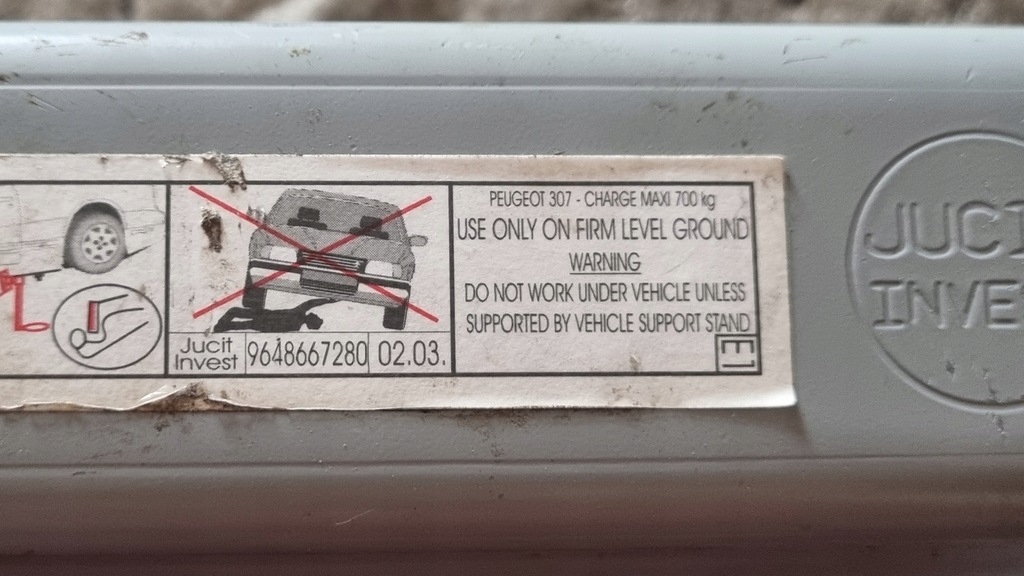 PEUGEOT 307 - CHARGE MAXI 700 kg
USE ONLY ON FIRM LEVEL GROUND
WARNING
DO NOT WORK UNDER VEHICLE UNLESS
SUPPORTED BY VEHICLE SUPPORT STAND
Jucit
Invest
9648667280
02.03.
E1
JUCI
INVE